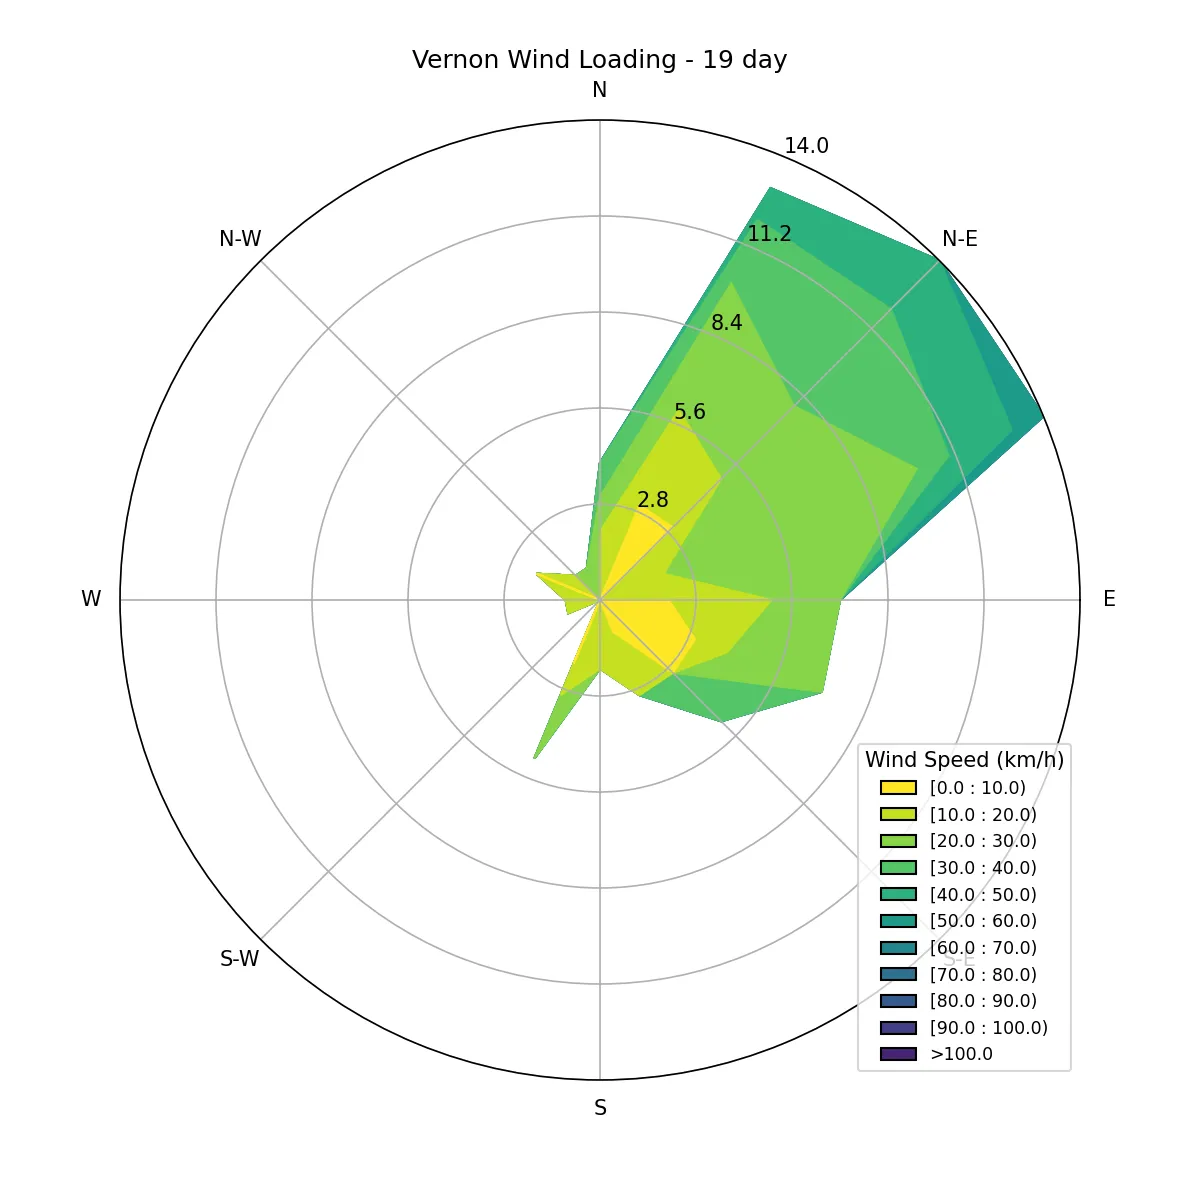 Vernon Wind Loading - 19 day
N
14.0
11.2
N-W
N-E
8.4
5.6
2.8
W
E
Wind Speed (km/h)
[0.0 : 10.0)
[10.0 : 20.0)
[20.0 : 30.0)
[30.0 : 40.0)
[40.0 : 50.0)
[50.0 : 60.0)
[60.0 : 70.0)
[70.0 : 80.0)
[80.0 : 90.0)
[90.0 : 100.0)
>100.0
S-W
S-E
S